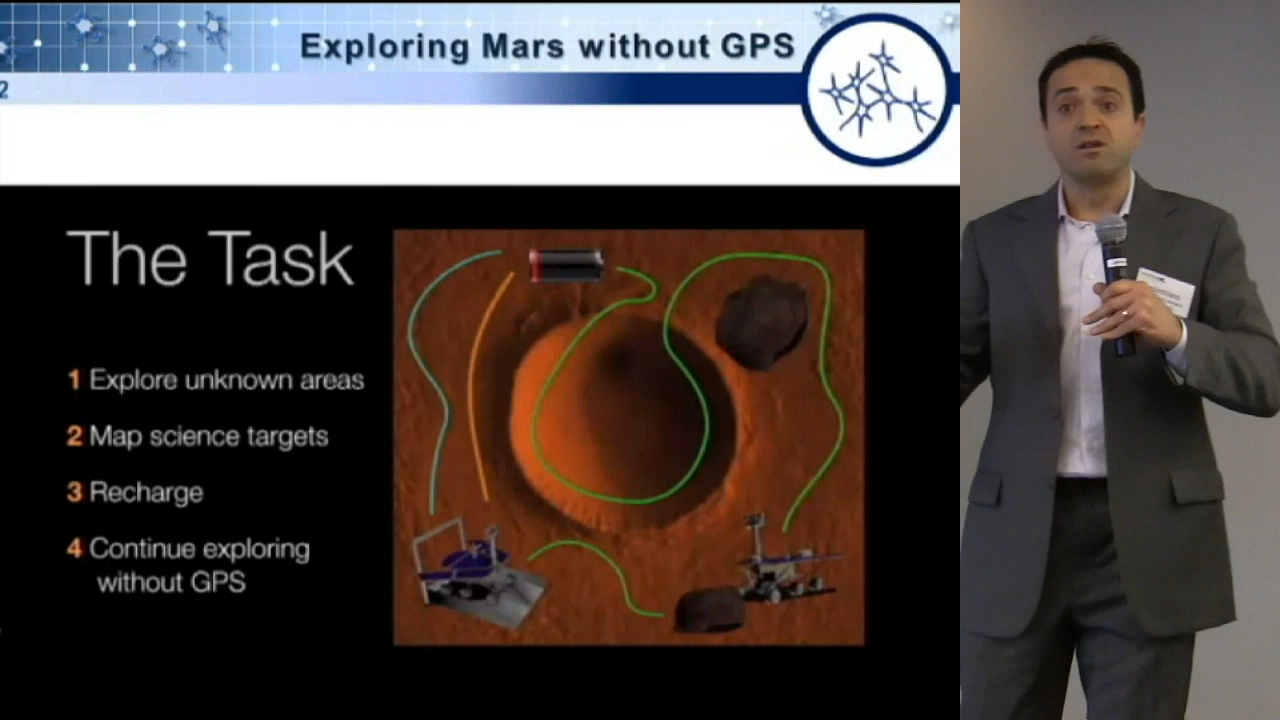 Exploring Mars without GPS
2
The Task
1 Explore unknown areas
2 Map science targets
3 Recharge
4 Continue exploring
without GPS